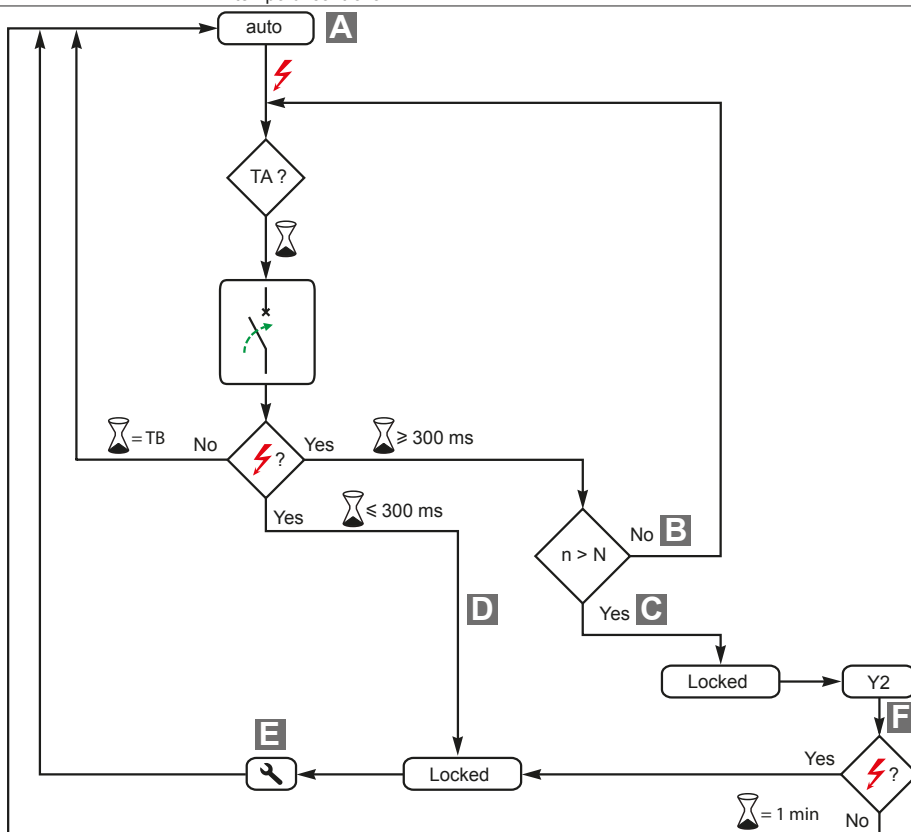 auto A
TA ?
= TB No ? Yes ≥ 300 ms
Yes ≤ 300 ms
n > N No B
D Yes C
Locked Y2
F
E
Locked Yes ?
= 1 min No